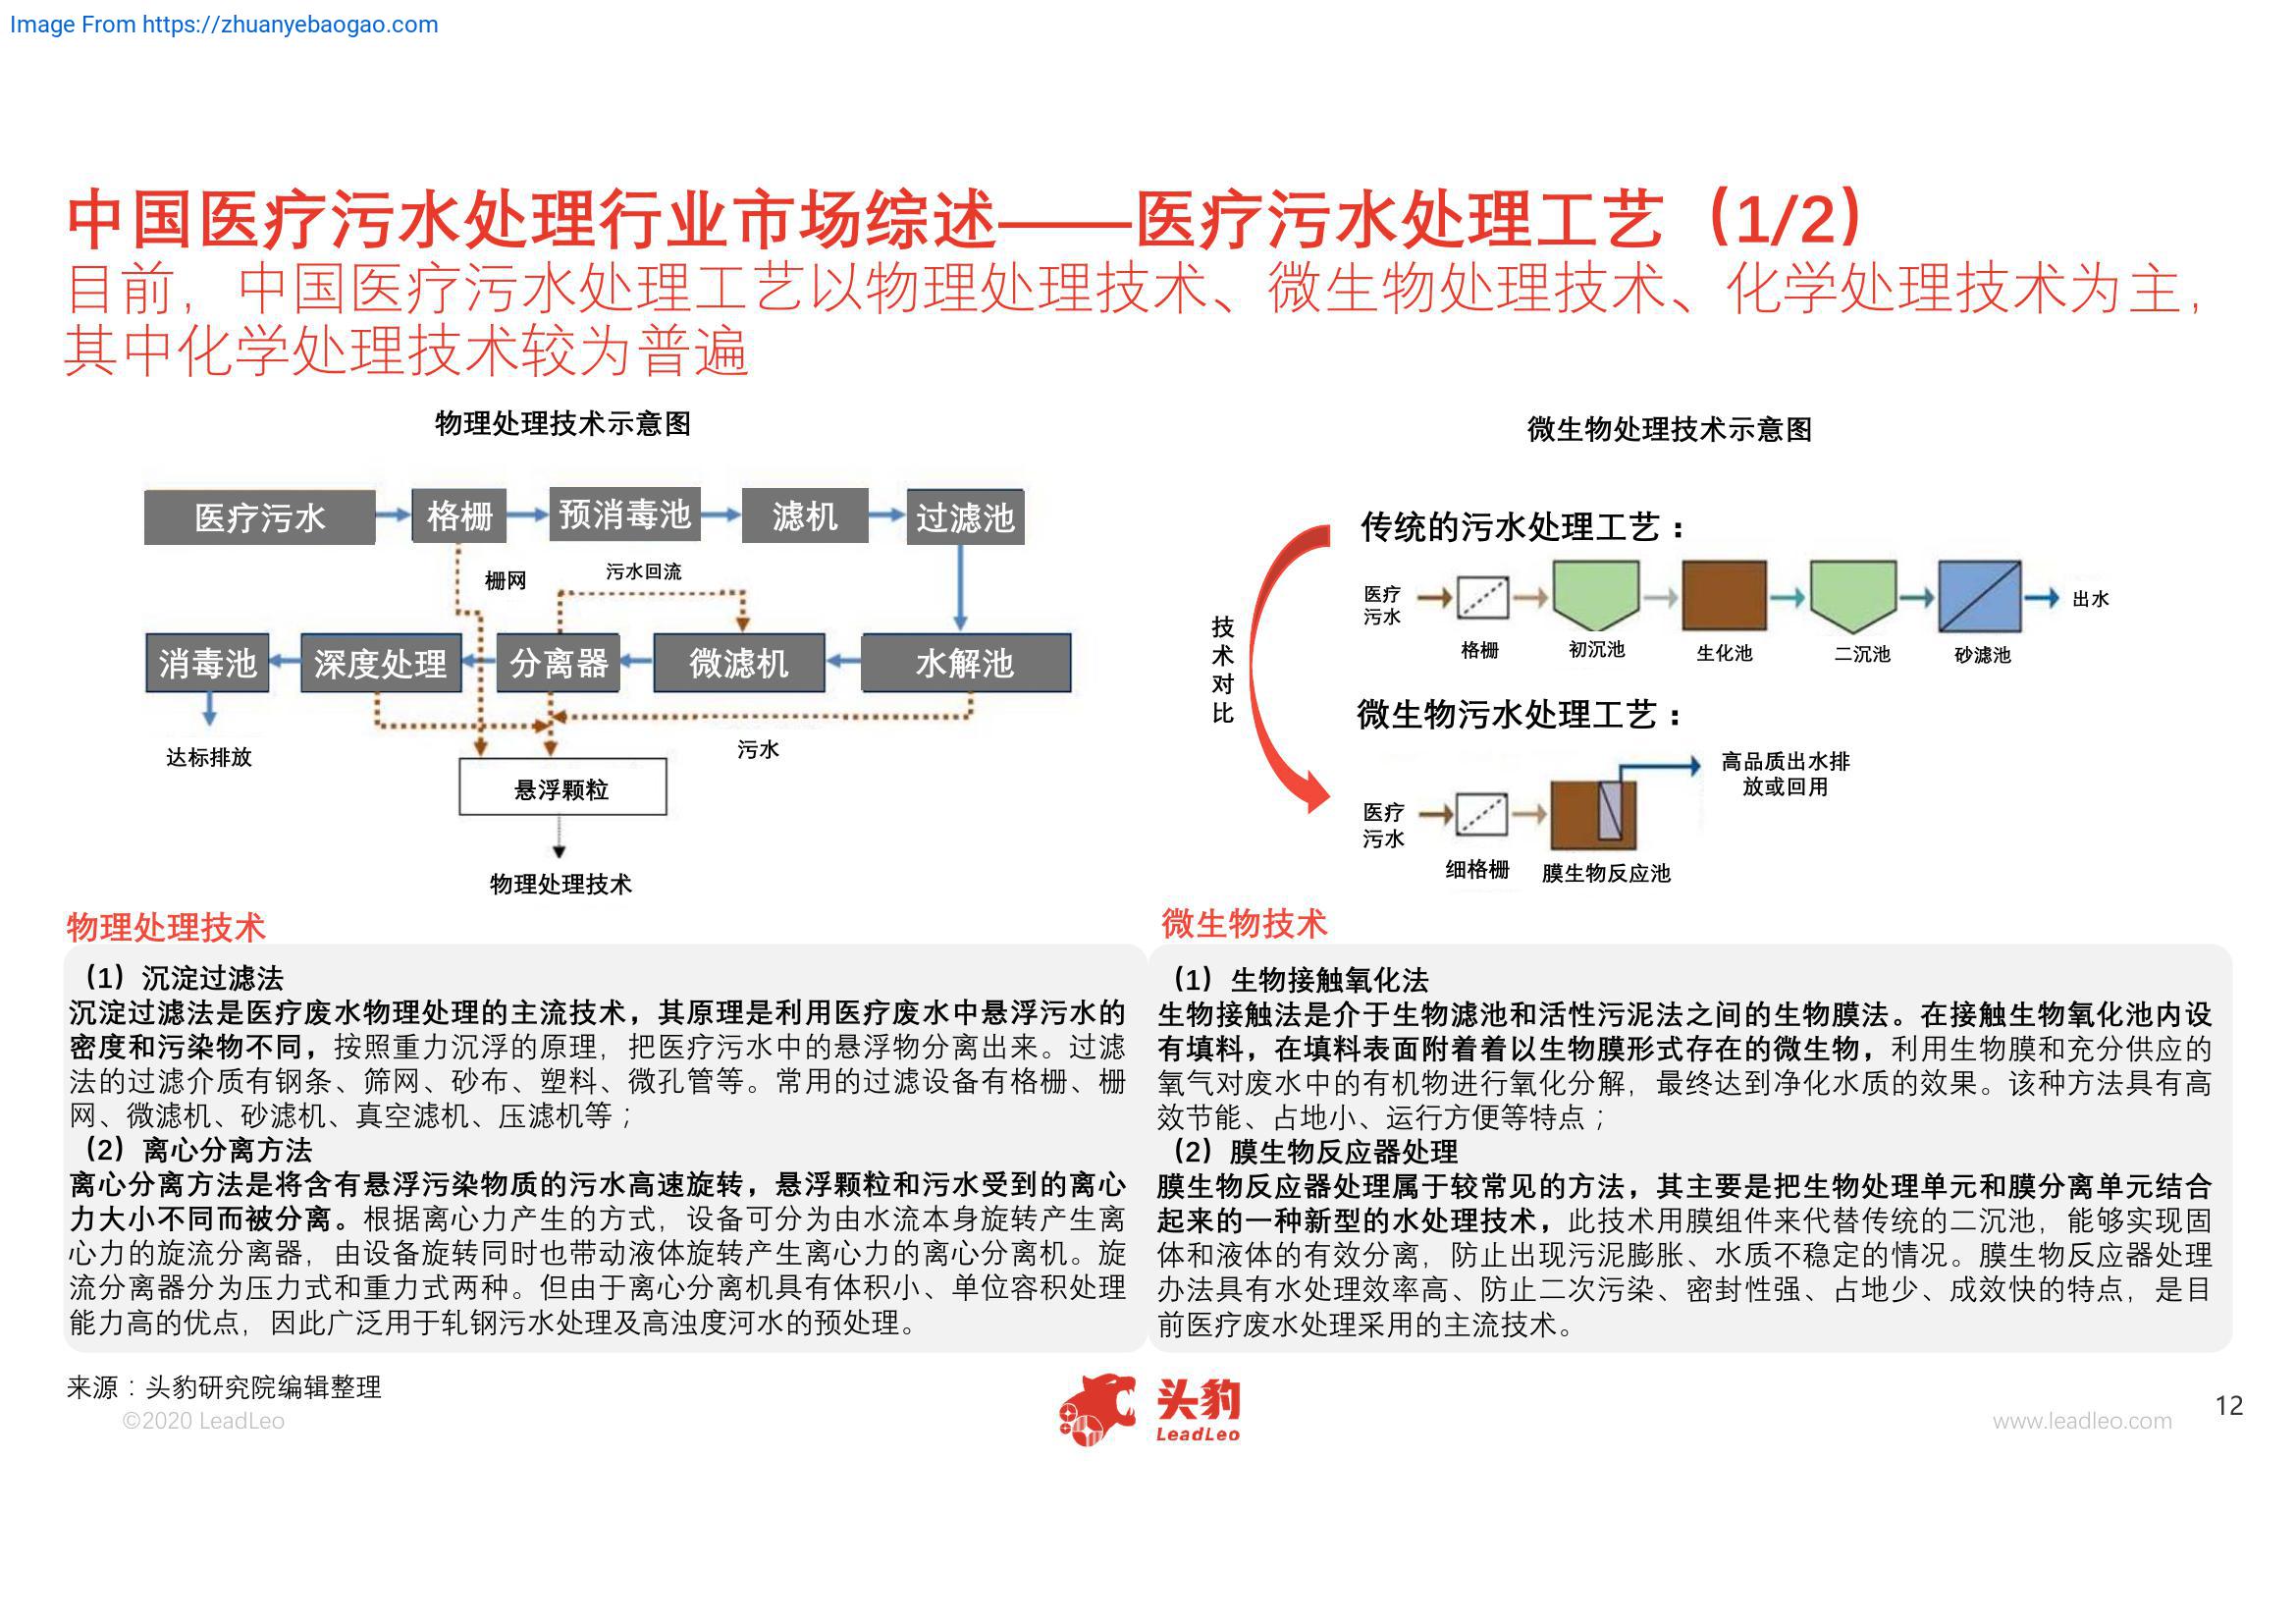 Image From https://zhuanyebaogao.com
中国医疗污水处理行业市场综述——医疗污水处理工艺（1/2）
目前，中国医疗污水处理工艺以物理处理技术、微生物处理技术、化学处理技术为主，
其中化学处理技术较为普遍
物理处理技术示意图
医疗污水
格栅
预消毒池
滤机
过滤池
栅网
污水回流
消毒池
深度处理
分离器
微滤机
水解池
达标排放
污水
悬浮颗粒
物理处理技术
微生物处理技术示意图
技术对比
传统的污水处理工艺：
医疗
污水
格栅
初沉池
生化池
二沉池
砂滤池
出水
微生物污水处理工艺：
医疗
污水
细格栅
膜生物反应池
高品质出水排
放或回用
物理处理技术
（1）沉淀过滤法
沉淀过滤法是医疗废水物理处理的主流技术，其原理是利用医疗废水中悬浮污水的
密度和污染物不同，按照重力沉浮的原理，把医疗污水中的悬浮物分离出来。过滤
法的过滤介质有钢条、筛网、砂布、塑料、微孔管等。常用的过滤设备有格栅、栅
网、微滤机、砂滤机、真空滤机、压滤机等；
（2）离心分离方法
离心分离方法是将含有悬浮污染物质的污水高速旋转，悬浮颗粒和污水受到的离心
力大小不同而被分离。根据离心力产生的方式，设备可分为由水流本身旋转产生离
心力的旋流分离器，由设备旋转同时也带动液体旋转产生离心力的离心分离机。旋
流分离器分为压力式和重力式两种。但由于离心分离机具有体积小、单位容积处理
能力高的优点，因此广泛用于轧钢污水处理及高浊度河水的预处理。
微生物技术
（1）生物接触氧化法
生物接触法是介于生物滤池和活性污泥法之间的生物膜法。在接触生物氧化池内设
有填料，在填料表面附着着以生物膜形式存在的微生物，利用生物膜和充分供应的
氧气对废水中的有机物进行氧化分解，最终达到净化水质的效果。该种方法具有高
效节能、占地小、运行方便等特点；
（2）膜生物反应器处理
膜生物反应器处理属于较常见的方法，其主要是把生物处理单元和膜分离单元结合
起来的一种新型的水处理技术，此技术用膜组件来代替传统的二沉池，能够实现固
体和液体的有效分离，防止出现污泥膨胀、水质不稳定的情况。膜生物反应器处理
办法具有水处理效率高、防止二次污染、密封性强、占地少、成效快的特点，是目
前医疗废水处理采用的主流技术。
来源：头豹研究院编辑整理
©2020 LeadLeo
头豹
LeadLeo
www.leadleo.com
12